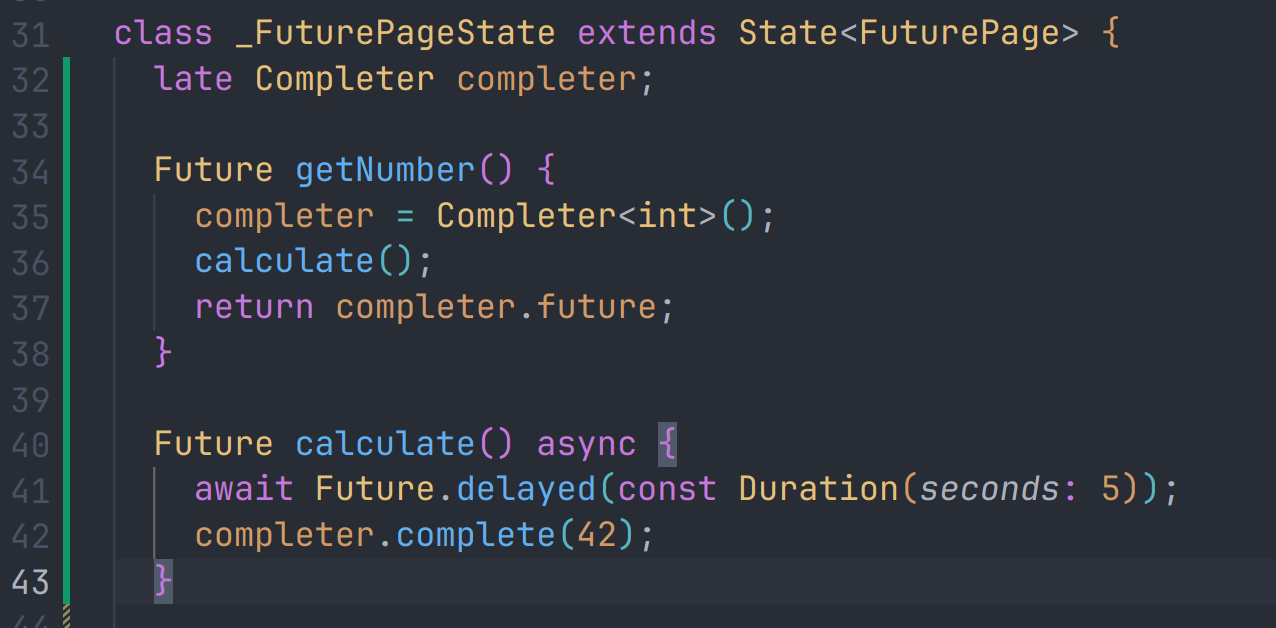 31 class _FuturePageState extends State<FuturePage> {
32 late Completer completer;
33
34 Future getNumber() {
35 completer = Completer<int>();
36 calculate();
37 return completer.future;
38 }
39
40 Future calculate() async {
41 await Future.delayed(const Duration(seconds: 5));
42 completer.complete(42);
43 }
44